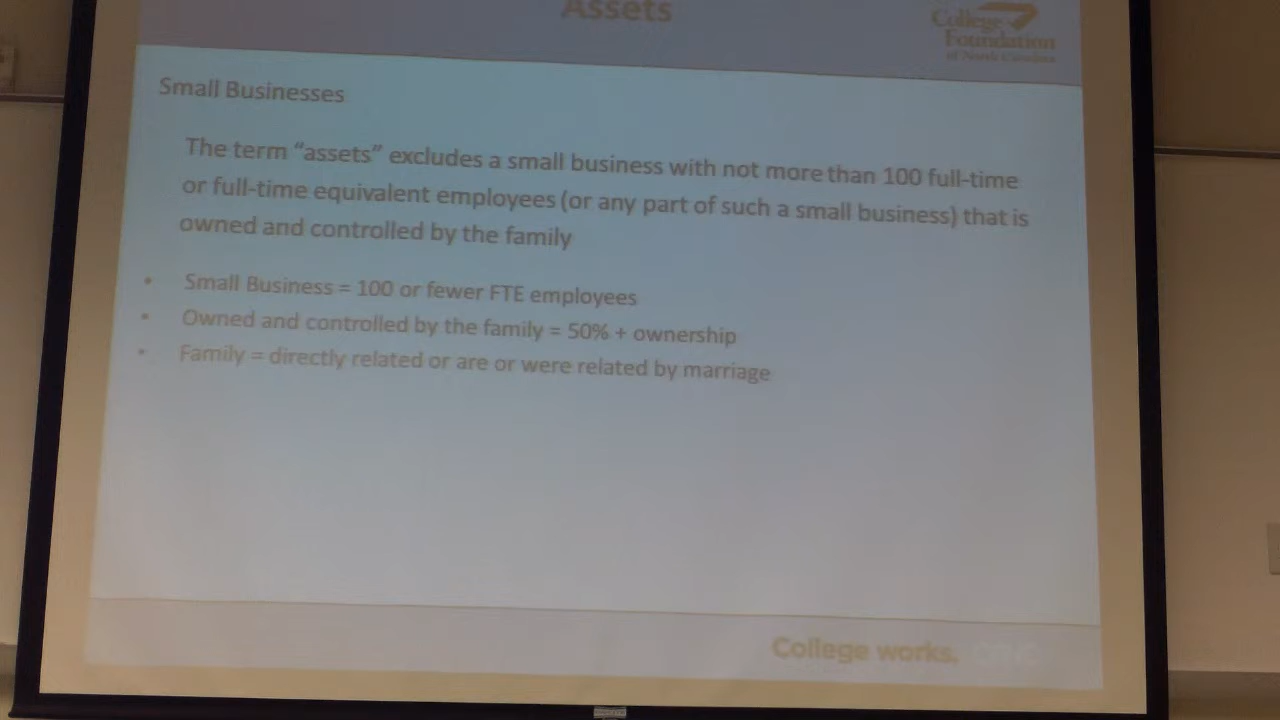 Assets
College
Foundation
of North Carolina
Small Businesses
The term “assets” excludes a small business with not more than 100 full-time
or full-time equivalent employees (or any part of such a small business) that is
owned and controlled by the family
• Small Business = 100 or fewer FTE employees
• Owned and controlled by the family = 50% + ownership
• Family = directly related or are or were related by marriage
College works.